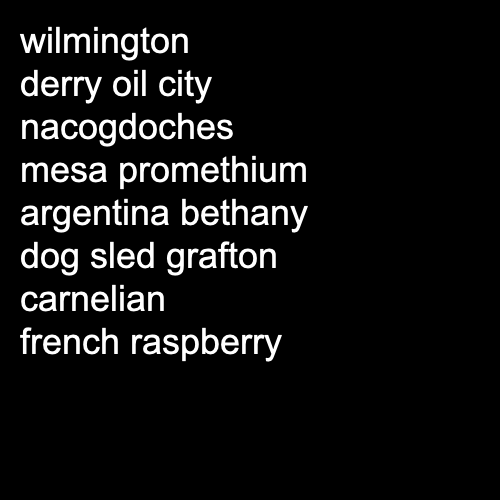 wilmington
derry oil city
nacogdoches
mesa promethium
argentina bethany
dog sled grafton
carnelian
french raspberry